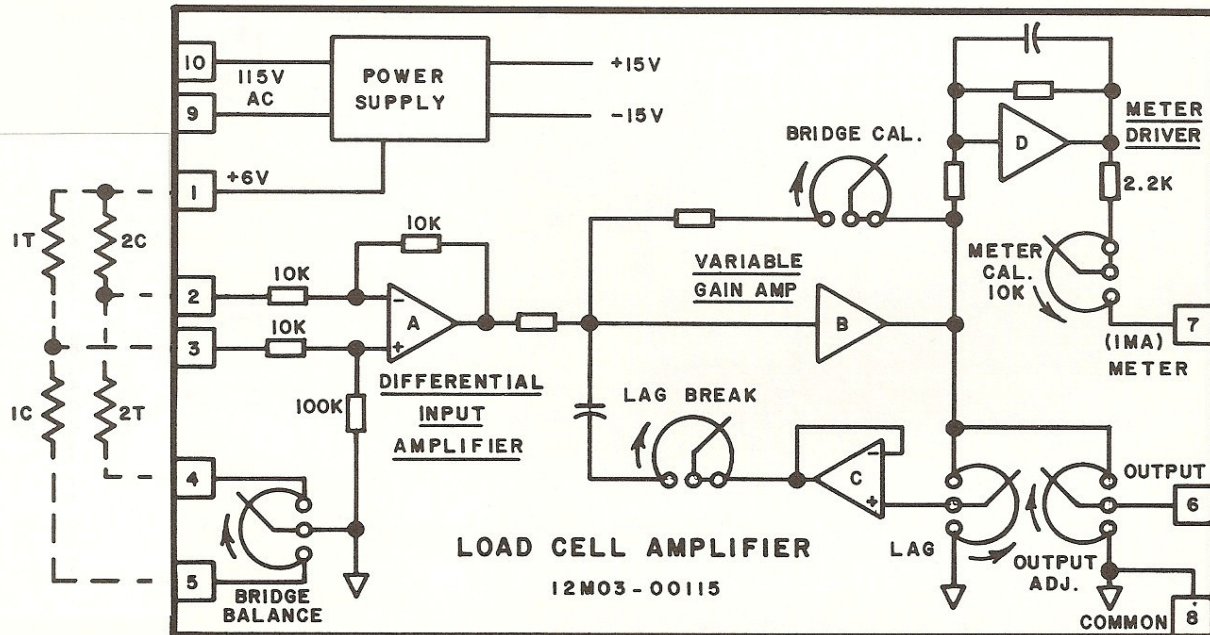 10
115V
AC
9
POWER
SUPPLY
+15V
-15V
1
+6V
1T
2C
1C
2T
2
10K
3
10K
10K
-
+
A
100K
DIFFERENTIAL
INPUT
AMPLIFIER
4
5
BRIDGE
BALANCE
BRIDGE CAL.
VARIABLE
GAIN AMP
B
LAG BREAK
-
+
C
D
METER
DRIVER
2.2K
METER
CAL.
10K
7
(1MA)
METER
LAG
OUTPUT
6
OUTPUT
ADJ.
COMMON
8
LOAD CELL AMPLIFIER
12M03-00115